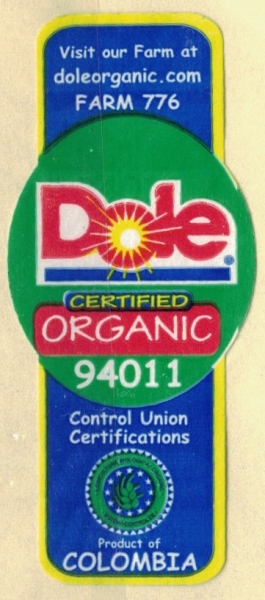 Visit our Farm at
doleorganic.com
FARM 776
Dole®
CERTIFIED
ORGANIC
94011
Control Union
Certifications
Product of
COLOMBIA